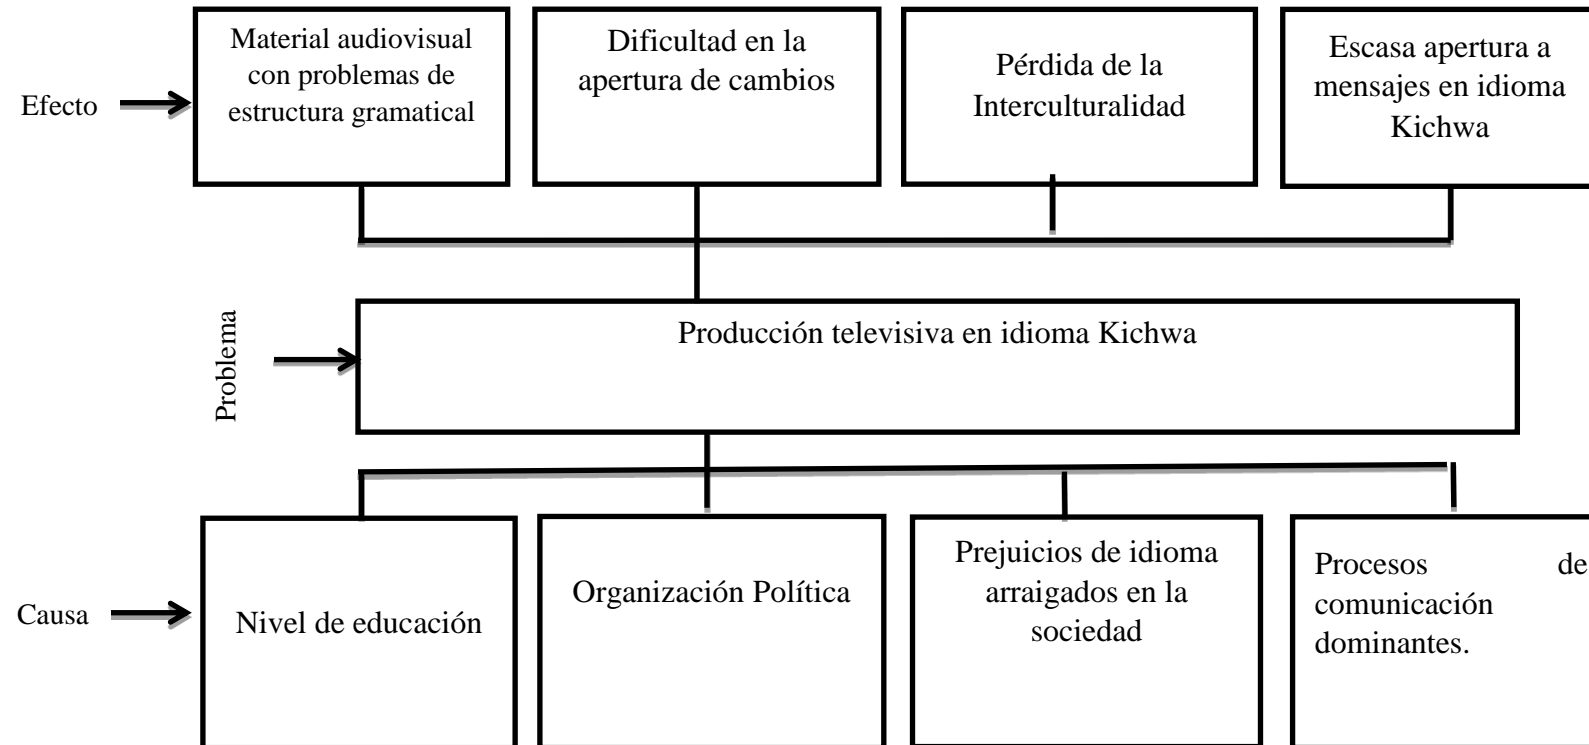 Efecto
Material audiovisual
con problemas de
estructura gramatical
Dificultad en la
apertura de cambios
Pérdida de la
Interculturalidad
Escasa apertura a
mensajes en idioma
Kichwa
Problema
Producción televisiva en idioma Kichwa
Causa
Nivel de educación
Organización Política
Prejuicios de idioma
arraigados en la
sociedad
Procesos de
comunicación
dominantes.